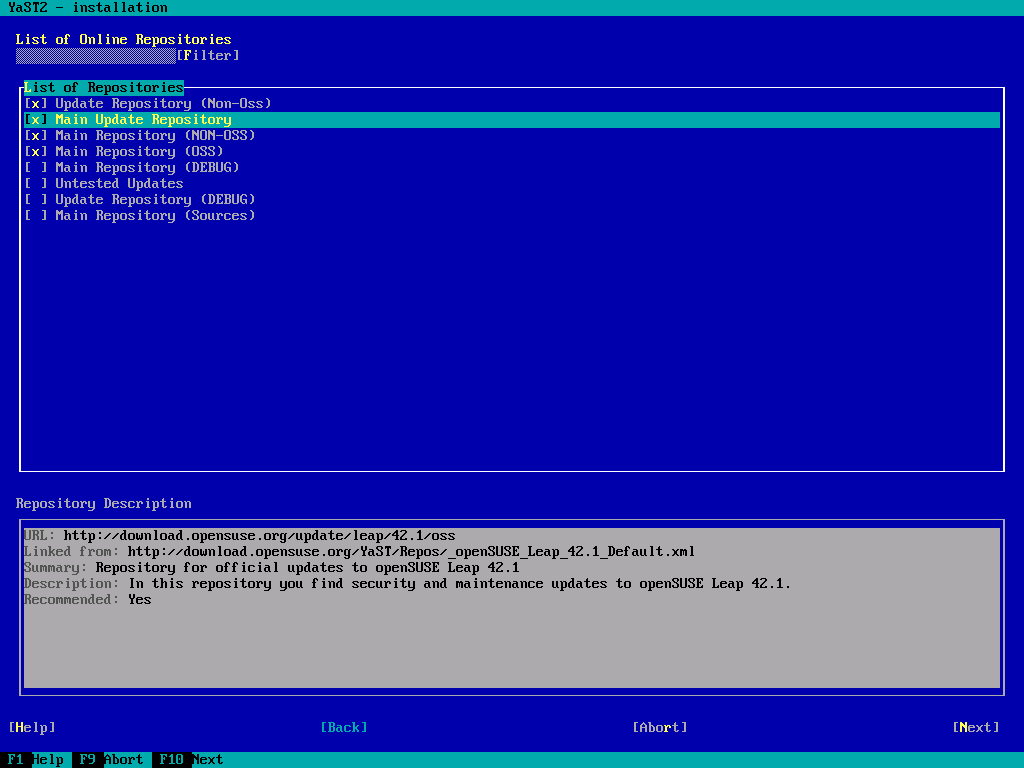 YaST2 - installation
List of Online Repositories
[Filter]
List of Repositories
[x] Update Repository (Non-Oss)
[x] Main Update Repository
[x] Main Repository (NON-OSS)
[x] Main Repository (OSS)
[ ] Main Repository (DEBUG)
[ ] Untested Updates
[ ] Update Repository (DEBUG)
[ ] Main Repository (Sources)
Repository Description
URL: http://download.opensuse.org/update/leap/42.1/oss
Linked from: http://download.opensuse.org/YaST/Repos/_openSUSE_Leap_42.1_Default.xml
Summary: Repository for official updates to openSUSE Leap 42.1
Description: In this repository you find security and maintenance updates to openSUSE Leap 42.1.
Recommended: Yes
[Help] [Back] [Abort] [Next]
F1 Help F9 Abort F10 Next